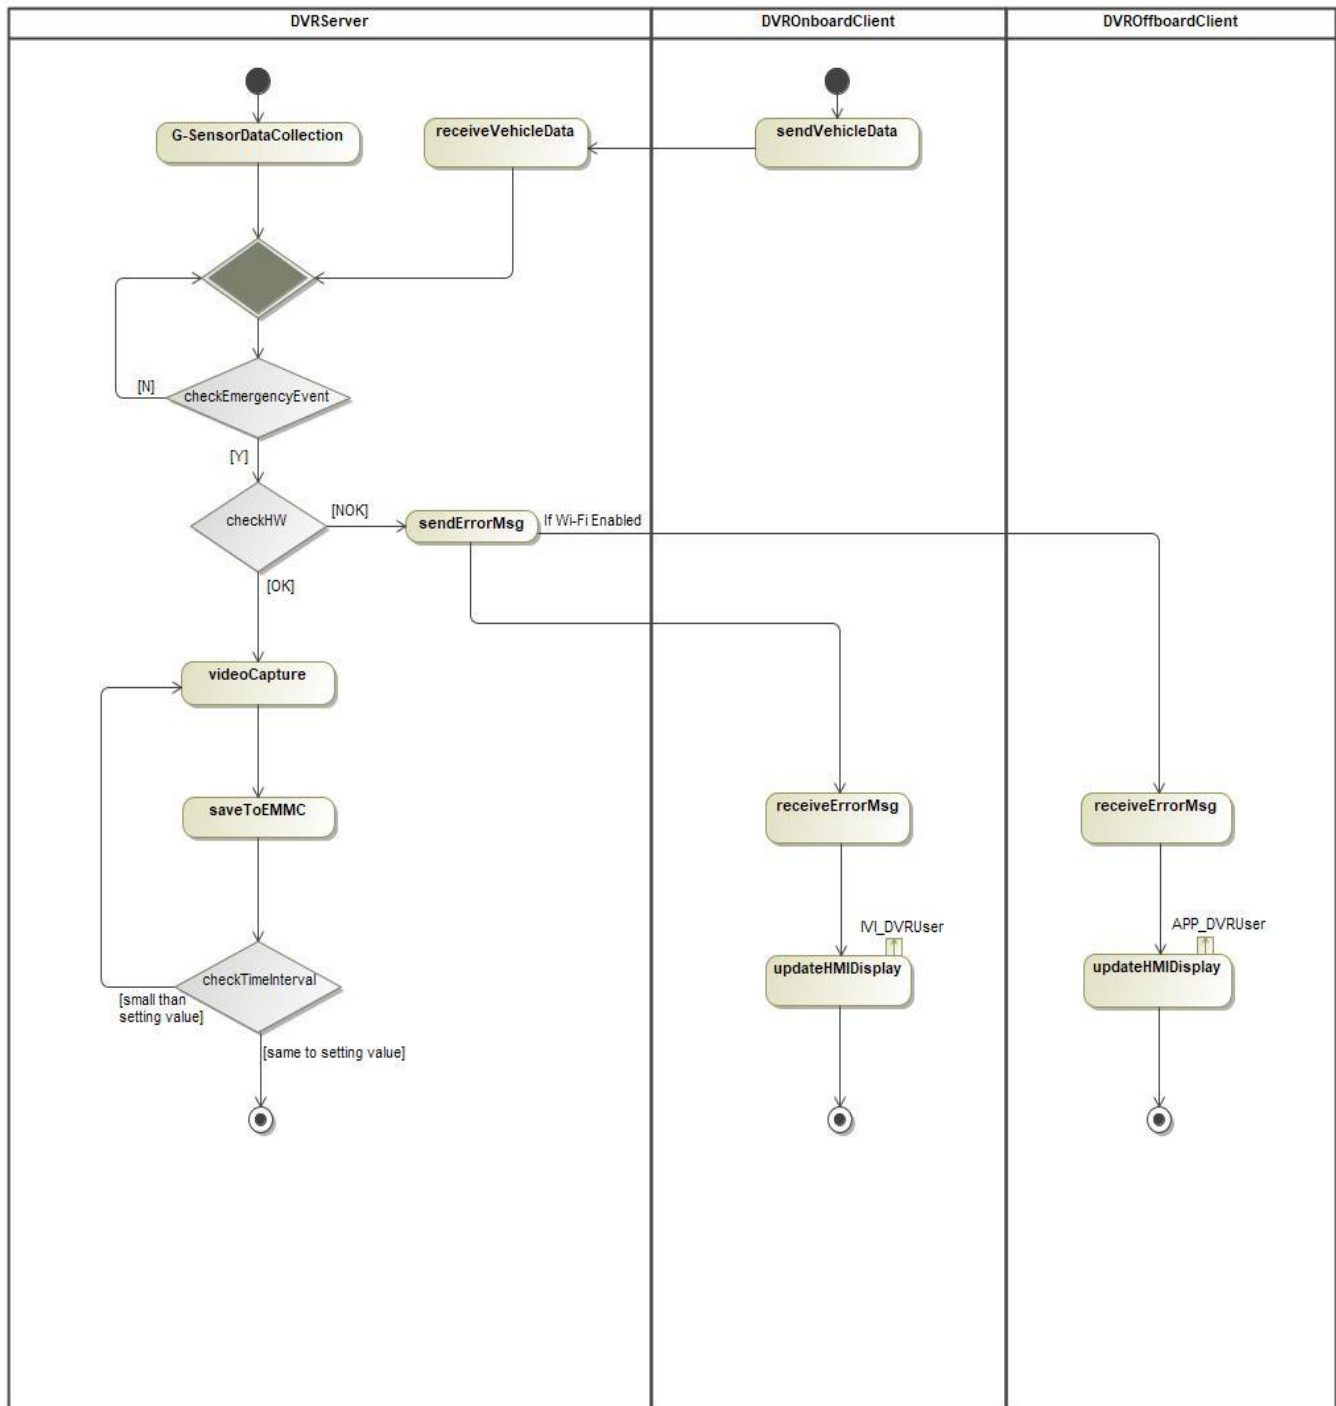 DVRServer
DVROnboardClient
DVROffboardClient
G-SensorDataCollection
receiveVehicleData
sendVehicleData
[N]
checkEmergencyEvent
[Y]
checkHW
[NOK]
sendErrorMsg
If Wi-Fi Enabled
[OK]
videoCapture
saveToEMMC
receiveErrorMsg
receiveErrorMsg
IVI_DVRUser
APP_DVRUser
updateHMIDisplay
updateHMIDisplay
checkTimeInterval
[small than
setting value]
[same to setting value]